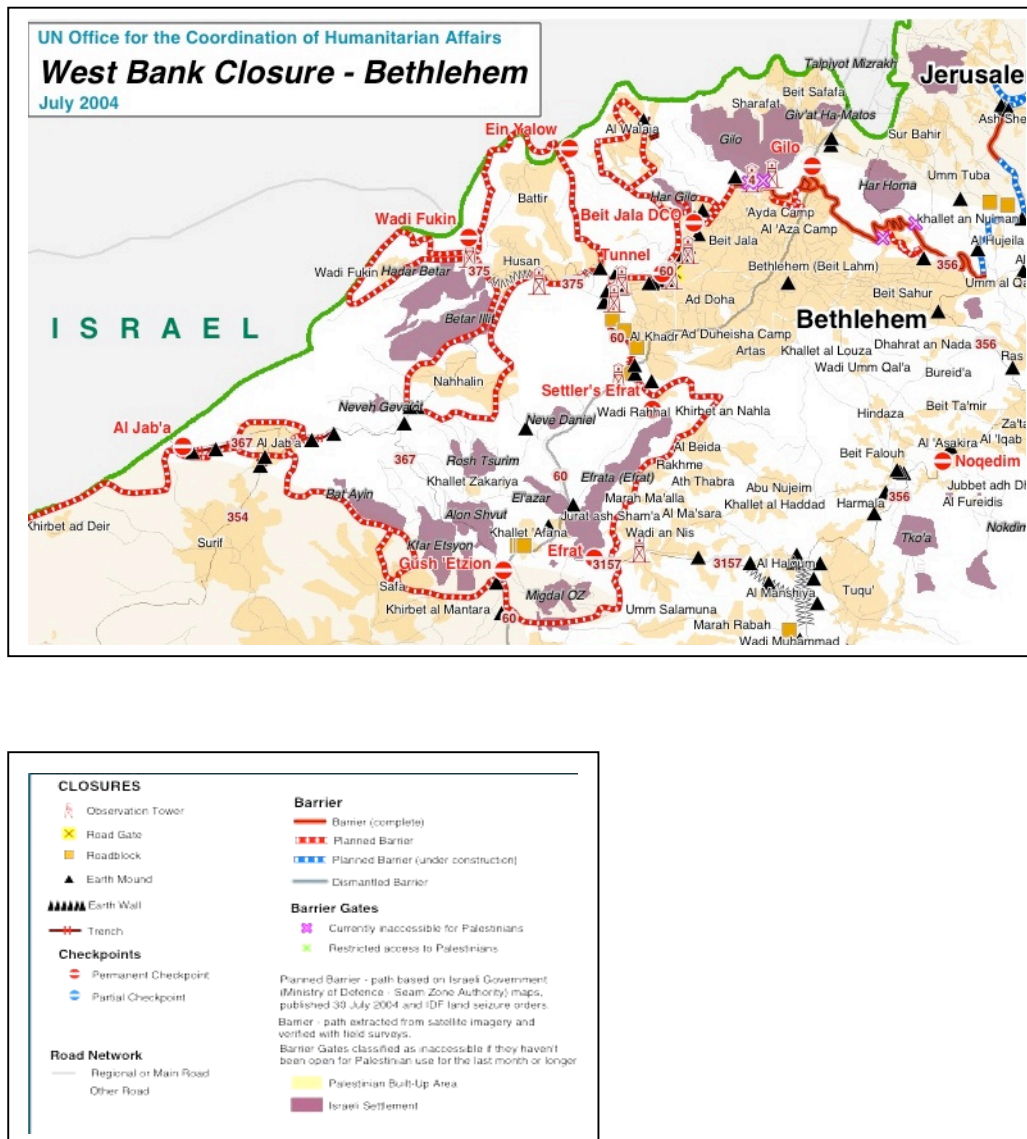 UN Office for the Coordination of Humanitarian Affairs
West Bank Closure - Bethlehem
July 2004
Talpiyot Mizrakh
Jerusale
Beit Safafa
Sharafat
Giv'at Ha-Matos
Ash She
Ein Yalow
Al Walaja
Gilo
Gilo
Sur Bahir
4
Umm Tuba
Har Homa
Battir
Har Gilo
Wadi Fukin
Beit Jala DCO
'Ayda Camp
khallet an Nuiman
Al 'Aza Camp
Beit Jala
Al Hujeila
Tunnel
Husan
Wadi Fukin
Hadar Betar
375
60
Bethlehem (Beit Lahm)
356
375
Umm al Qa
Beit Sahur
Ad Doha
ISRAEL
Betar Illit
Bethlehem
60
Al Khadr
Ad Duheisha Camp
Artas
Khallet al Louza
Dhahrat an Nada
356
Wadi Umm Qal'a
Ras
Bureid'a
Nahhalin
Settler's Efrat
Neveh Geva'ot
Neve Daniel
Wadi Rahhal
Khirbet an Nahla
Hindaza
Beit Ta'mir
Al Jab'a
Za'ta
367
Al Jab'a
Al Beida
Al 'Asakira
Al 'Iqab
Beit Falouh
367
Rosh Tsurim
Rakhme
Noqedim
Khallet Zakariya
60
Efrata (Efrat)
Ath Thabra
Jubbet adh Dh
Bat Ayin
El'azar
Marah Ma'alla
Abu Nujeim
356
Khallet al Haddad
Harmala
Al Fureidis
Alon Shvut
Jurat ash Sham'a
Al Ma'sara
354
Khirbet ad Deir
Khallet 'Afana
Wadi an Nis
Nokdim
Tko'a
Surif
Kfar Etsyon
Efrat
Gush 'Etzion
3157
3157
Safa
Al Manshiya
Tuqu'
Migdal OZ
Khirbet al Mantara
60
Umm Salamuna
Marah Rabah
Wadi Muhammad
CLOSURES
Observation Tower
Road Gate
Roadblock
Earth Mound
Earth Wall
Trench
Checkpoints
Permanent Checkpoint
Partial Checkpoint
Road Network
Regional or Main Road
Other Road
Barrier
Barrier (complete)
Planned Barrier
Planned Barrier (under construction)
Dismantled Barrier
Barrier Gates
Currently inaccessible for Palestinians
Restricted access to Palestinians
Planned Barrier - path based on Israeli Government
(Ministry of Defence - Seam Zone Authority) maps,
published 30 July 2004 and IDF land seizure orders.
Barrier - path extracted from satellite imagery and
verified with field surveys.
Barrier Gates classified as inaccessible if they haven't
been open for Palestinian use for the last month or longer
Palestinian Built-Up Area
Israeli Settlement